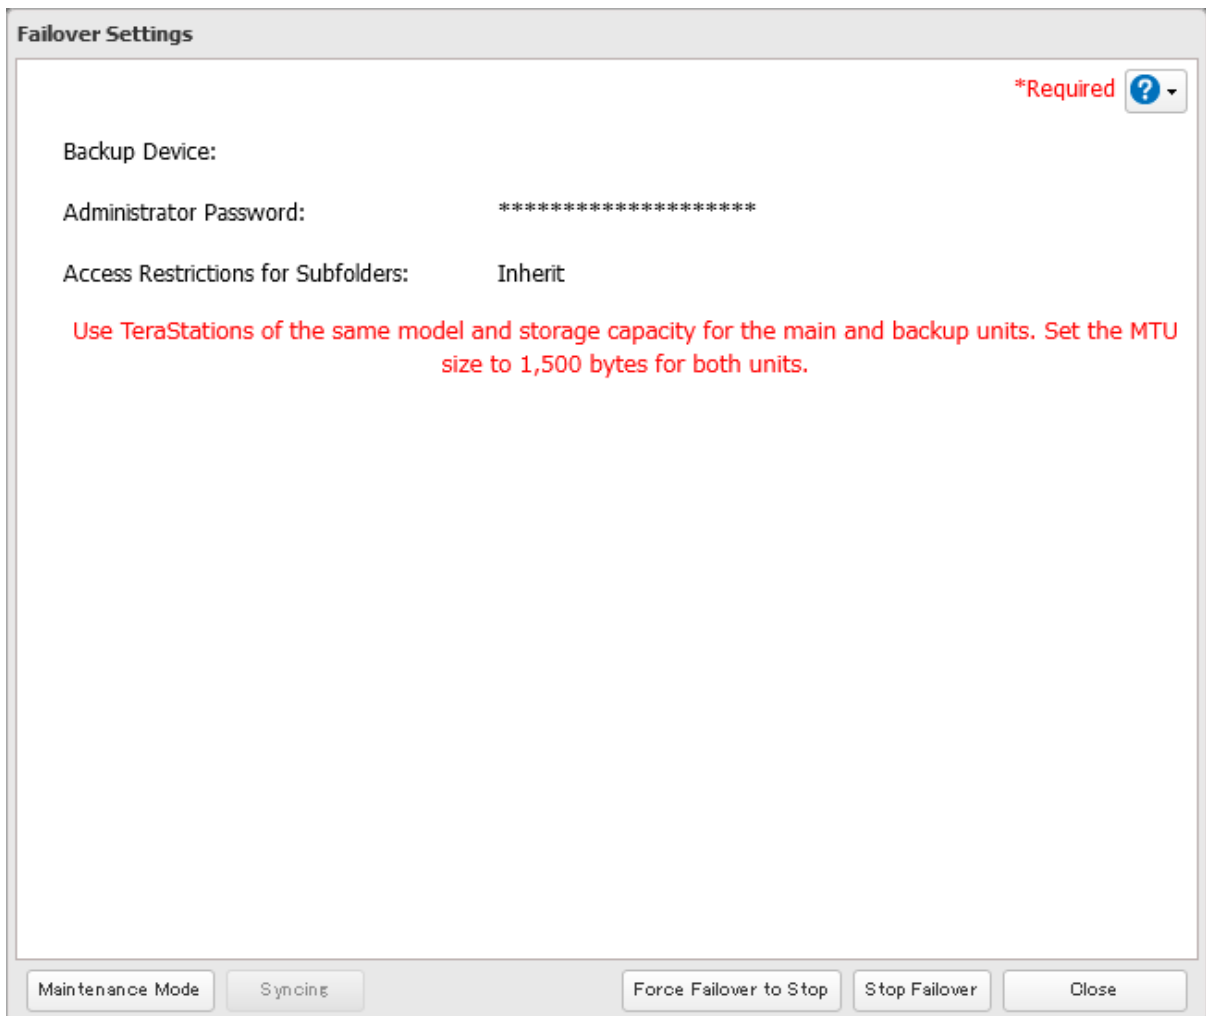 Failover Settings
*Required
Backup Device:
Administrator Password: ********************
Access Restrictions for Subfolders: Inherit
Use TeraStations of the same model and storage capacity for the main and backup units. Set the MTU
size to 1,500 bytes for both units.
Maintenance Mode Syncing Force Failover to Stop Stop Failover Close